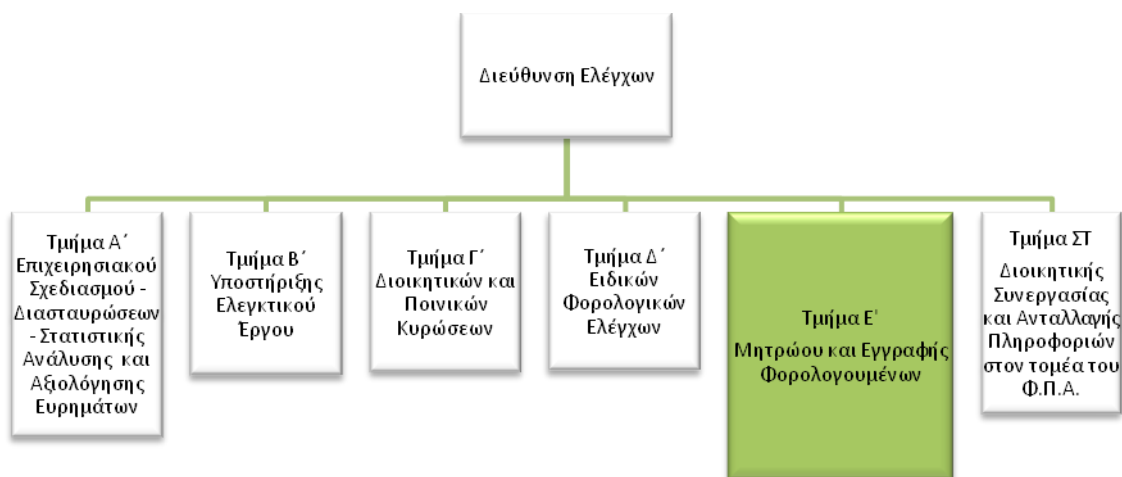 Διεύθυνση Ελέγχων
Τμήμα Α΄
Επιχειρησιακού
Σχεδιασμού -
Διασταυρώσεων
- Στατιστικής
Ανάλυσης και
Αξιολόγησης
Ευρημάτων
Τμήμα Β΄
Υποστήριξης
Ελεγκτικού
Έργου
Τμήμα Γ΄
Διοικητικών και
Ποινικών
Κυρώσεων
Τμήμα Δ΄
Ειδικών
Φορολογικών
Ελέγχων
Τμήμα Ε'
Μητρώου και Εγγραφής
Φορολογουμένων
Τμήμα ΣΤ
Διοικητικής
Συνεργασίας
και Ανταλλαγής
Πληροφοριών
στον τομέα του
Φ.Π.Α.